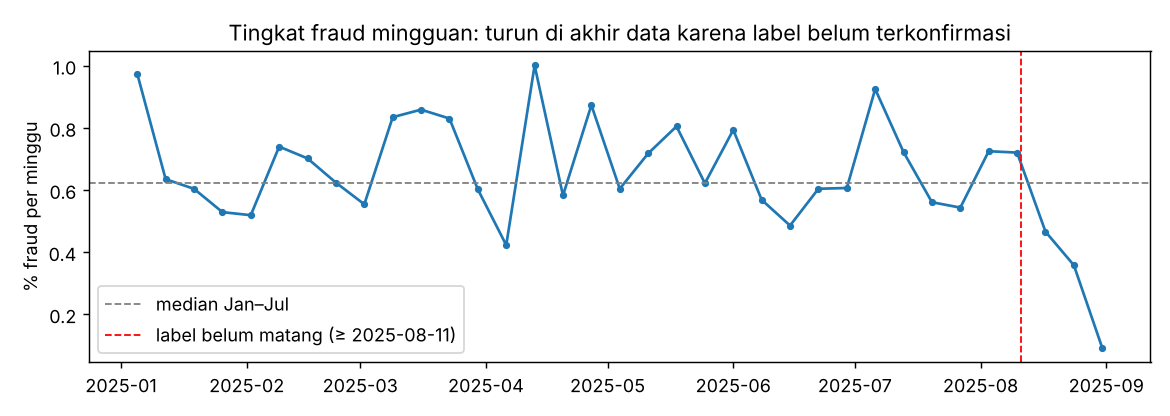 Tingkat fraud mingguan: turun di akhir data karena label belum terkonfirmasi
% fraud per minggu
1.0
0.8
0.6
0.4
0.2
median Jan–Jul
label belum matang (≥ 2025-08-11)
2025-01 2025-02 2025-03 2025-04 2025-05 2025-06 2025-07 2025-08 2025-09